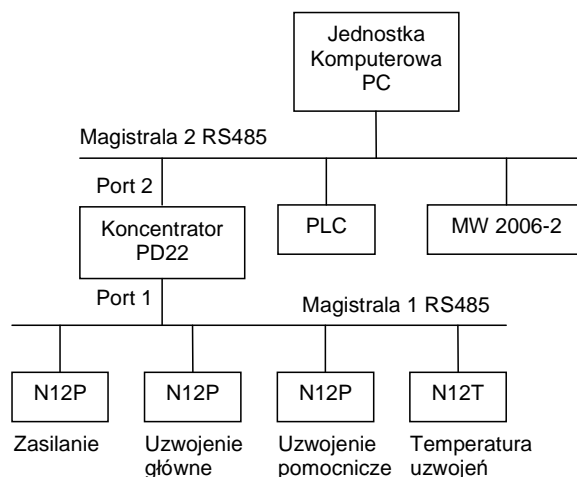 Jednostka
Komputerowa
PC
Magistrala 2 RS485
Port 2
Koncentrator
PD22
PLC
MW 2006-2
Port 1
Magistrala 1 RS485
N12P
N12P
N12P
N12T
Zasilanie
Uzwojenie
główne
Uzwojenie
pomocnicze
Temperatura
uzwojeń